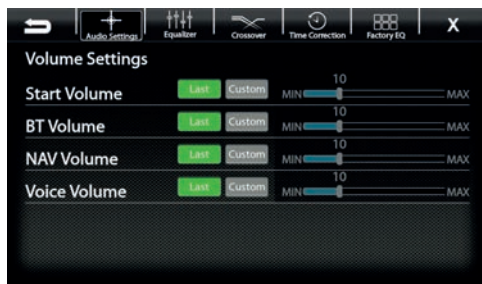 Audio Settings Equalizer Crossover Time Correction Factory EQ X
Volume Settings
10
Start Volume Last Custom MIN MAX
10
BT Volume Last Custom MIN MAX
10
NAV Volume Last Custom MIN MAX
10
Voice Volume Last Custom MIN MAX